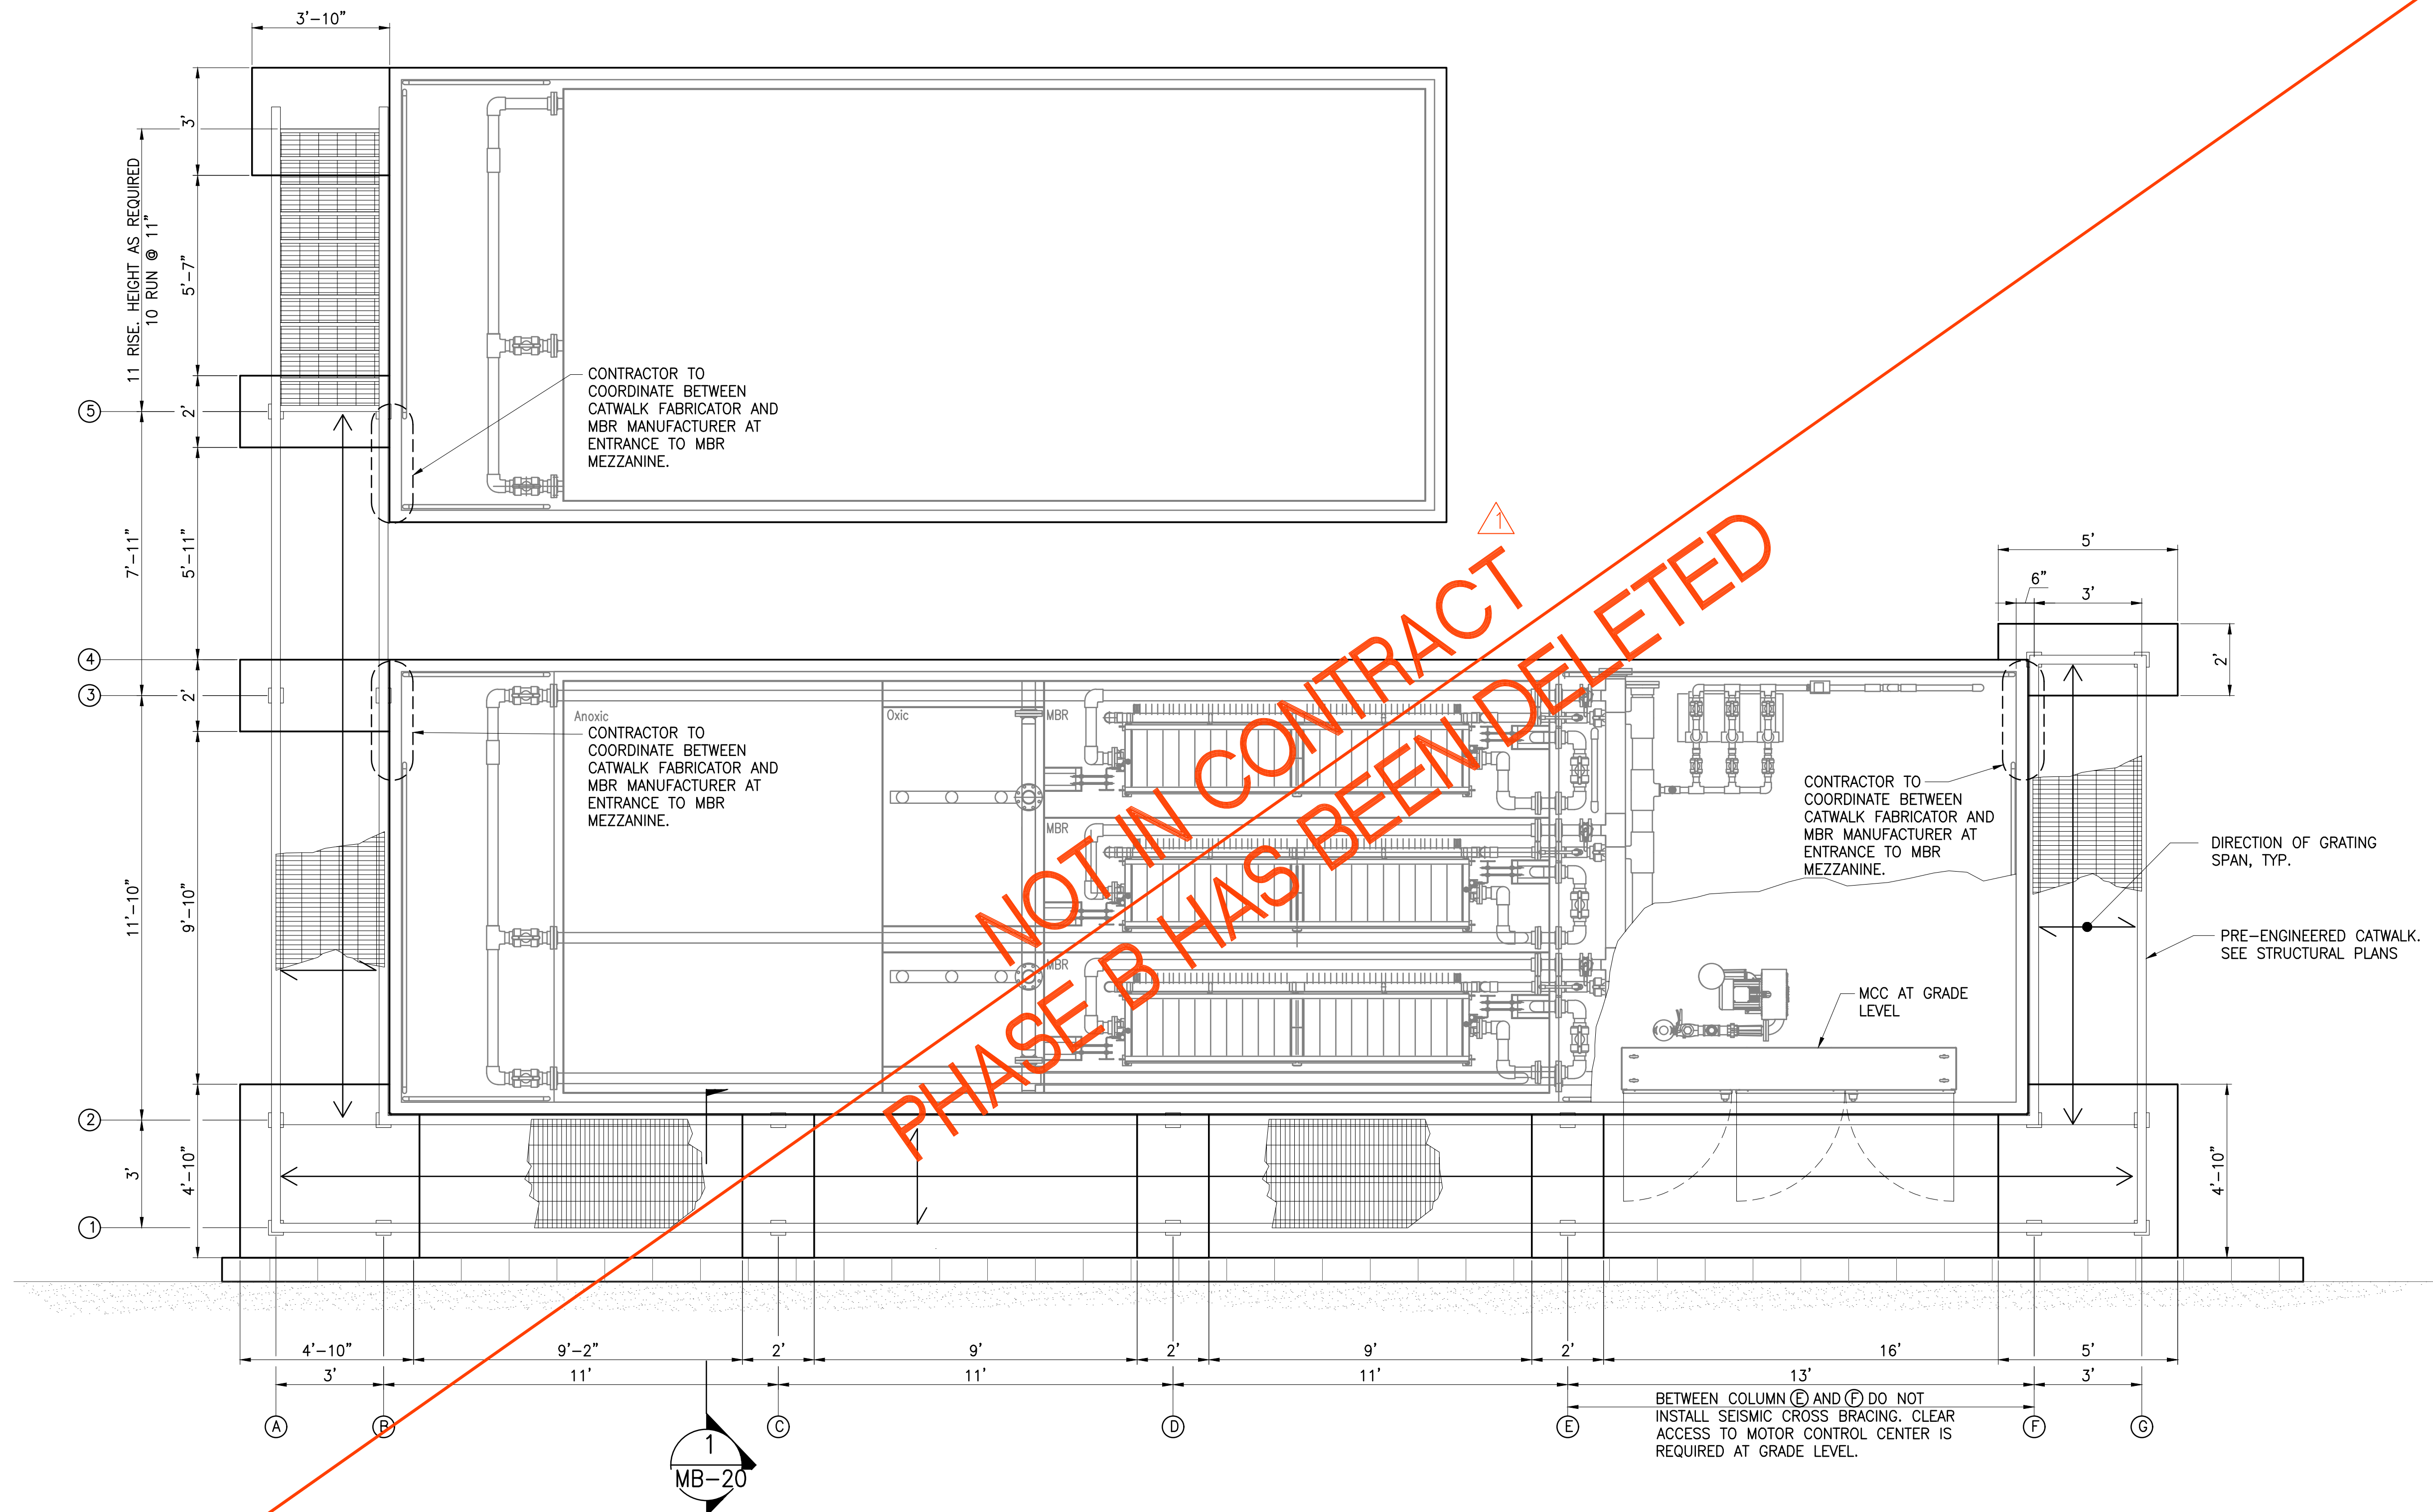 3'-10"
3'
11 RISE. HEIGHT AS REQUIRED
10 RUN @ 11"
5'-7"
5
2'
CONTRACTOR TO
COORDINATE BETWEEN
CATWALK FABRICATOR AND
MBR MANUFACTURER AT
ENTRANCE TO MBR
MEZZANINE.
7'-11"
5'-11"
1
NOT IN CONTRACT
PHASE B HAS BEEN DELETED
5'
6"
3'
2'
4
3
2'
Anoxic
CONTRACTOR TO
COORDINATE BETWEEN
CATWALK FABRICATOR AND
MBR MANUFACTURER AT
ENTRANCE TO MBR
MEZZANINE.
Oxic
MBR
MBR
MBR
CONTRACTOR TO
COORDINATE BETWEEN
CATWALK FABRICATOR AND
MBR MANUFACTURER AT
ENTRANCE TO MBR
MEZZANINE.
DIRECTION OF GRATING
SPAN, TYP.
PRE-ENGINEERED CATWALK.
SEE STRUCTURAL PLANS
MCC AT GRADE
LEVEL
11'-10"
9'-10"
2
3'
4'-10"
1
4'-10"
4'-10"
9'-2"
2'
9'
2'
9'
2'
16'
5'
3'
11'
11'
11'
13'
3'
A
B
C
D
E
F
G
BETWEEN COLUMN E AND F DO NOT
INSTALL SEISMIC CROSS BRACING. CLEAR
ACCESS TO MOTOR CONTROL CENTER IS
REQUIRED AT GRADE LEVEL.
1
MB-20